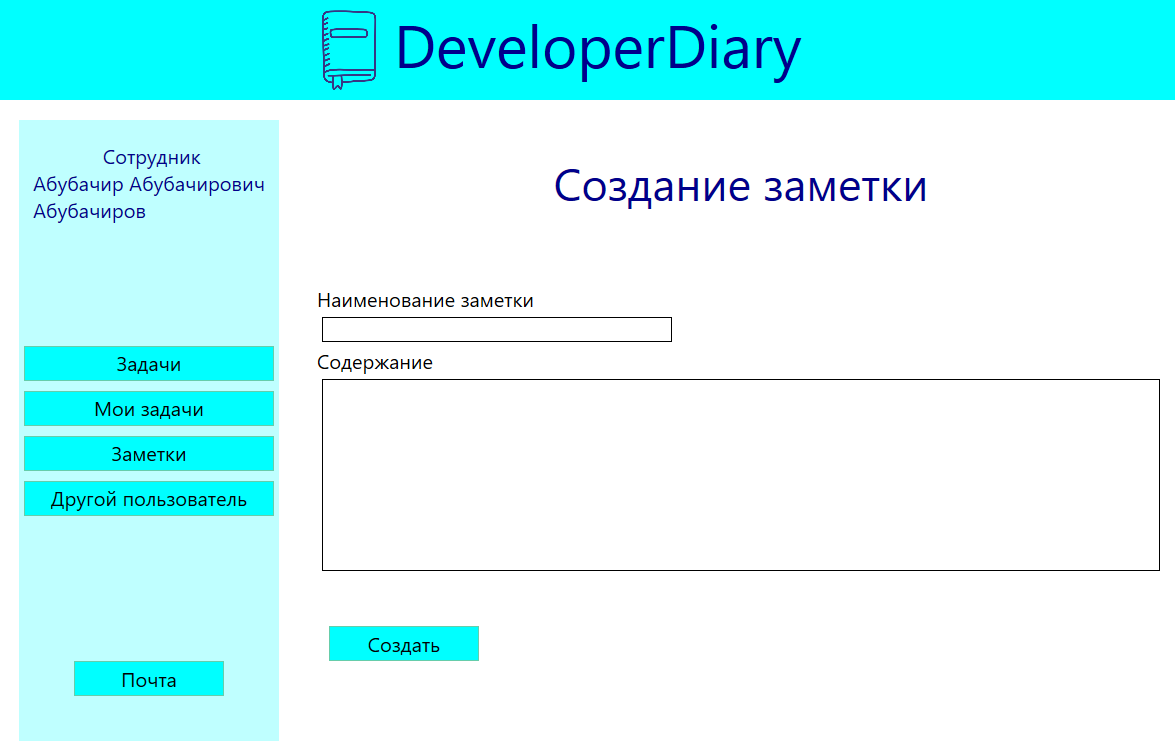 DeveloperDiary
Сотрудник
Абубачир Абубачирович
Абубачиров
Задачи
Мои задачи
Заметки
Другой пользователь
Почта
Создание заметки
Наименование заметки
Содержание
Создать